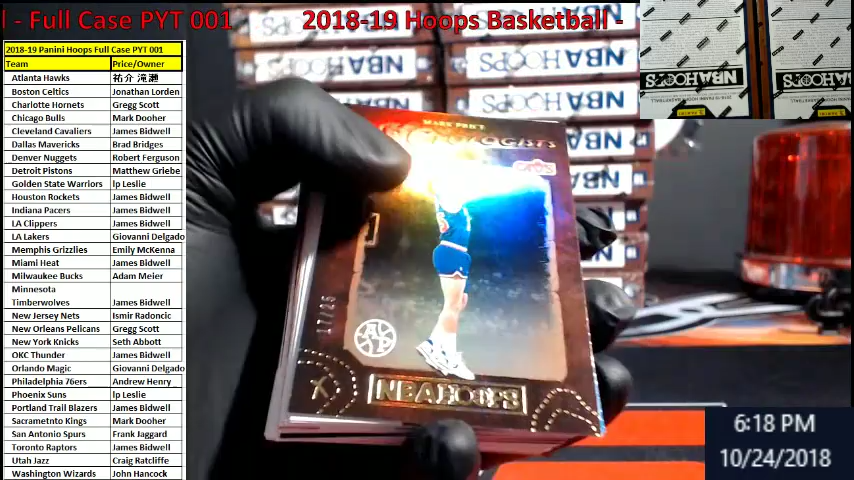 l - Full Case PYT 001
2018-19 Hoops Basketball -
2018-19 Panini Hoops Full Case PYT 001
Team Price/Owner
Atlanta Hawks
Boston Celtics Jonathan Lorden
Charlotte Hornets Gregg Scott
Chicago Bulls Mark Dooher
Cleveland Cavaliers James Bidwell
Dallas Mavericks Brad Bridges
Denver Nuggets Robert Ferguson
Detroit Pistons Matthew Griebe
Golden State Warriors lp Leslie
Houston Rockets James Bidwell
Indiana Pacers James Bidwell
LA Clippers James Bidwell
LA Lakers Giovanni Delgado
Memphis Grizzlies Emily McKenna
Miami Heat James Bidwell
Milwaukee Bucks Adam Meier
Minnesota
Timberwolves James Bidwell
New Jersey Nets Ismir Radoncic
New Orleans Pelicans Gregg Scott
New York Knicks Seth Abbott
OKC Thunder James Bidwell
Orlando Magic Giovanni Delgado
Philadelphia 76ers Andrew Henry
Phoenix Suns lp Leslie
Portland Trail Blazers James Bidwell
Sacrametnto Kings Mark Dooher
San Antonio Spurs Frank Jaggard
Toronto Raptors James Bidwell
Utah Jazz Craig Ratcliffe
Washington Wizards John Hancock
MARK PRICE
CAVS
17/25
AP
NBA HOOPS
NBA HOOPS
NBA HOOPS
NBA HOOPS
NBA HOOPS
6:18 PM
10/24/2018